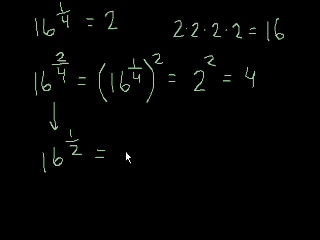 16^{1/4} = 2    2·2·2·2 = 16
16^{2/4} = (16^{1/4})^2 = 2^2 = 4
16^{1/2} =